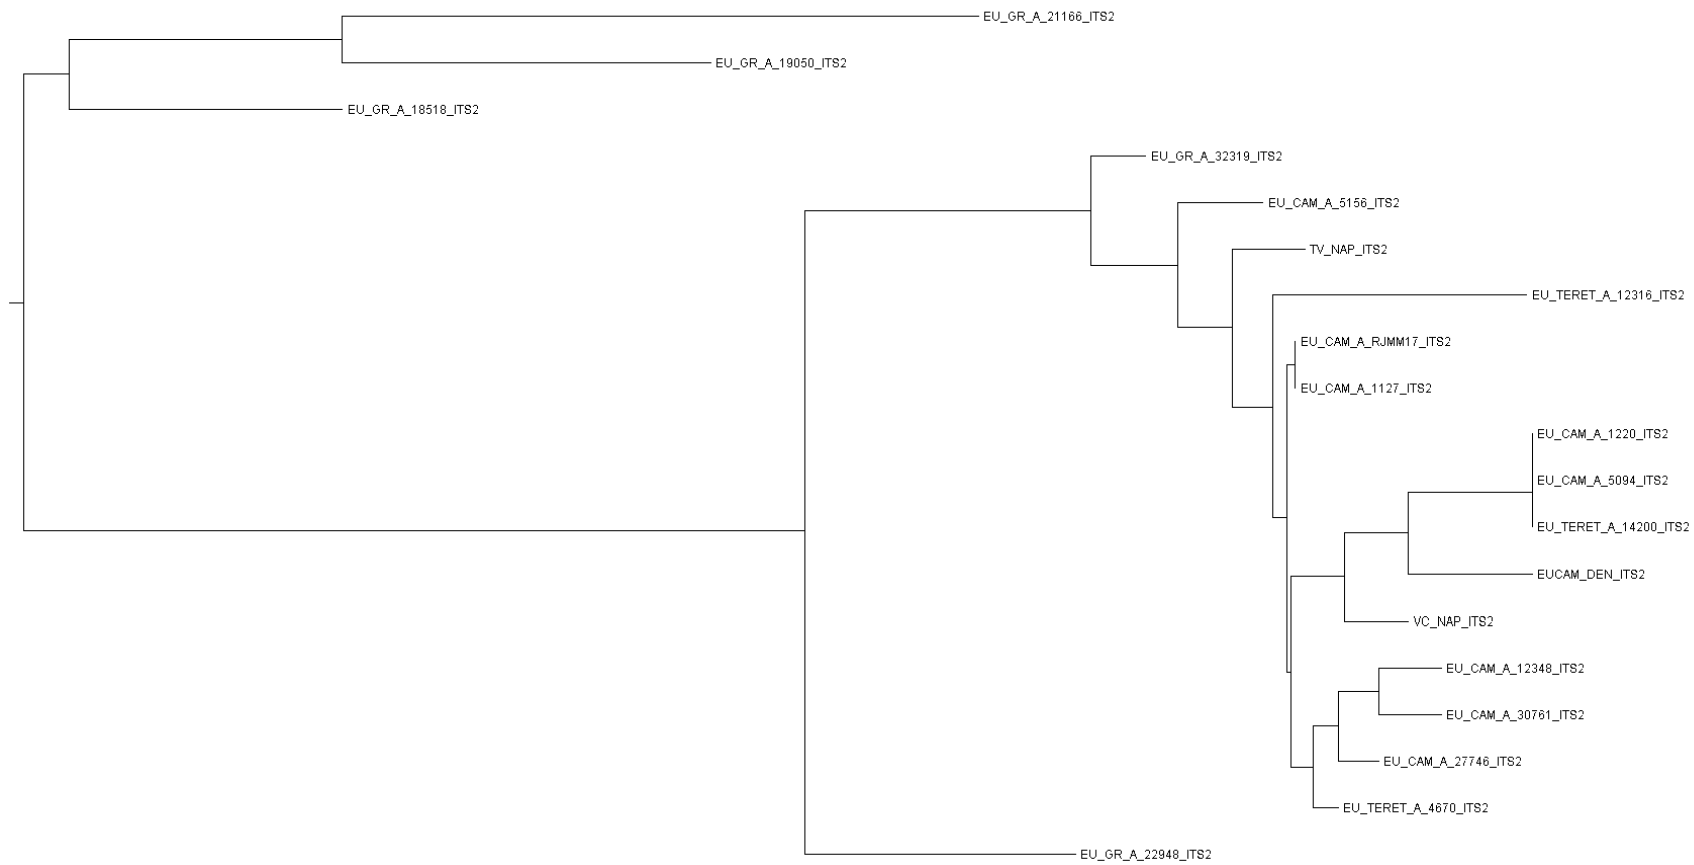 EU_GR_A_21166_ITS2
EU_GR_A_19050_ITS2
EU_GR_A_18518_ITS2
EU_GR_A_32319_ITS2
EU_CAM_A_5156_ITS2
TV_NAP_ITS2
EU_TERET_A_12316_ITS2
EU_CAM_A_RJMM17_ITS2
EU_CAM_A_1127_ITS2
EU_CAM_A_1220_ITS2
EU_CAM_A_5094_ITS2
EU_TERET_A_14200_ITS2
EUCAM_DEN_ITS2
VC_NAP_ITS2
EU_CAM_A_12348_ITS2
EU_CAM_A_30761_ITS2
EU_CAM_A_27746_ITS2
EU_TERET_A_4670_ITS2
EU_GR_A_22948_ITS2